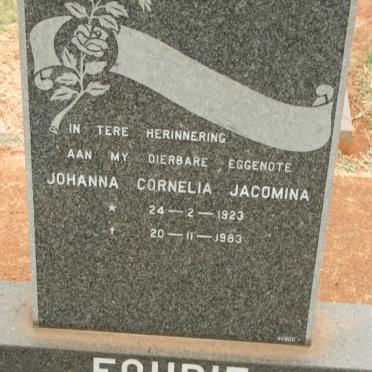 IN TERE HERINNERING
AAN MY DIERBARE EGGENOTE
JOHANNA CORNELIA JACOMINA
* 24-2-1923
† 20-11-1983
FOURIE